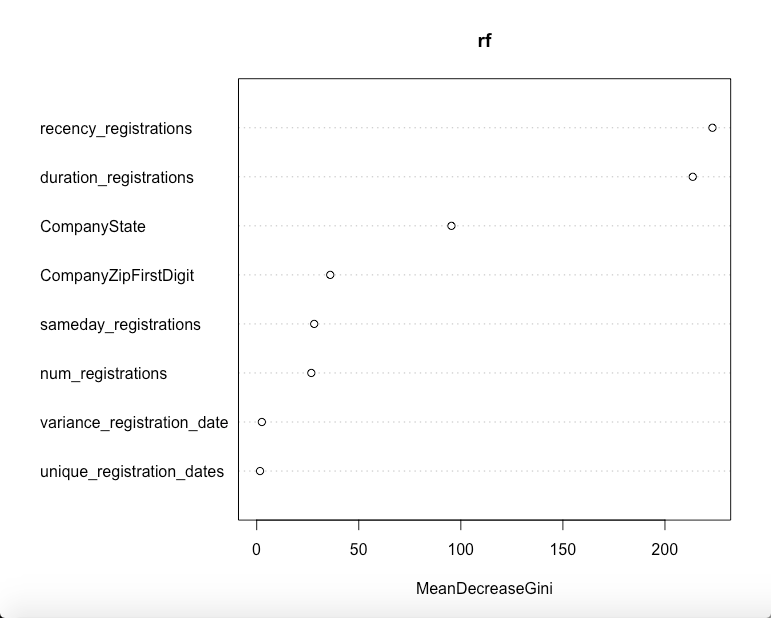 rf
recency_registrations
duration_registrations
CompanyState
CompanyZipFirstDigit
sameday_registrations
num_registrations
variance_registration_date
unique_registration_dates
0 50 100 150 200
MeanDecreaseGini